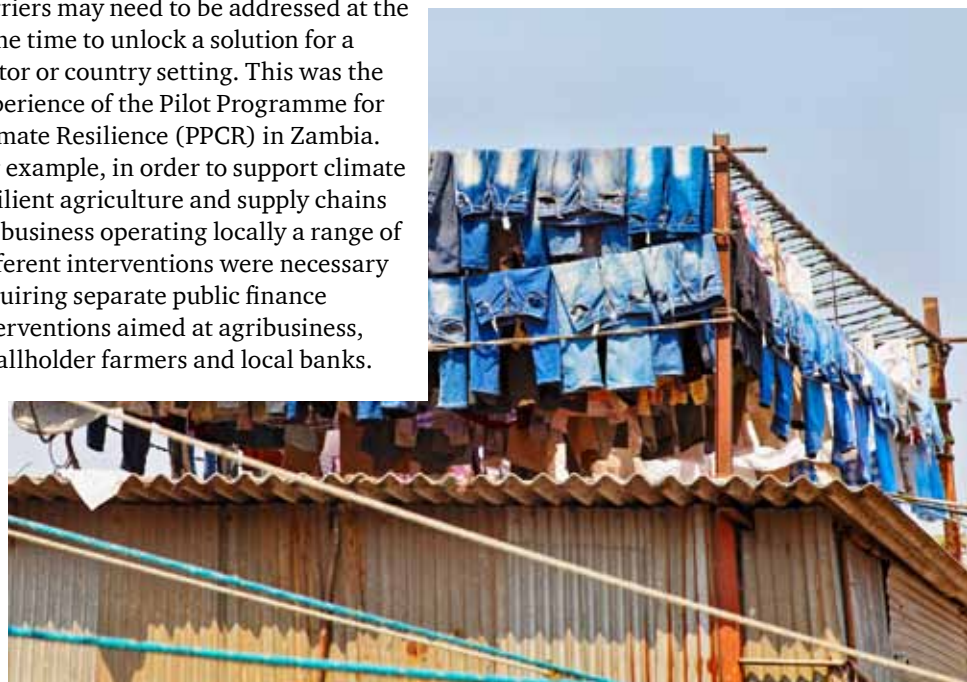 rriers may need to be addressed at the
ne time to unlock a solution for a
tor or country setting. This was the
perience of the Pilot Programme for
mate Resilience (PPCR) in Zambia.
example, in order to support climate
ilient agriculture and supply chains
business operating locally a range of
ferent interventions were necessary
uiring separate public finance
erventions aimed at agribusiness,
allholder farmers and local banks.